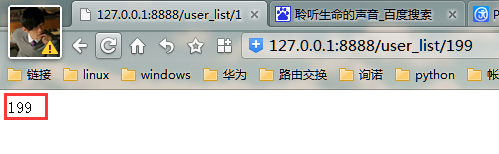 127.0.0.1:8888/user_list/1
聆听生命的声音_百度搜索
P
127.0.0.1:8888/user_list/199
链接 linux windows 华为 路由交换 询诺 python 帐
199